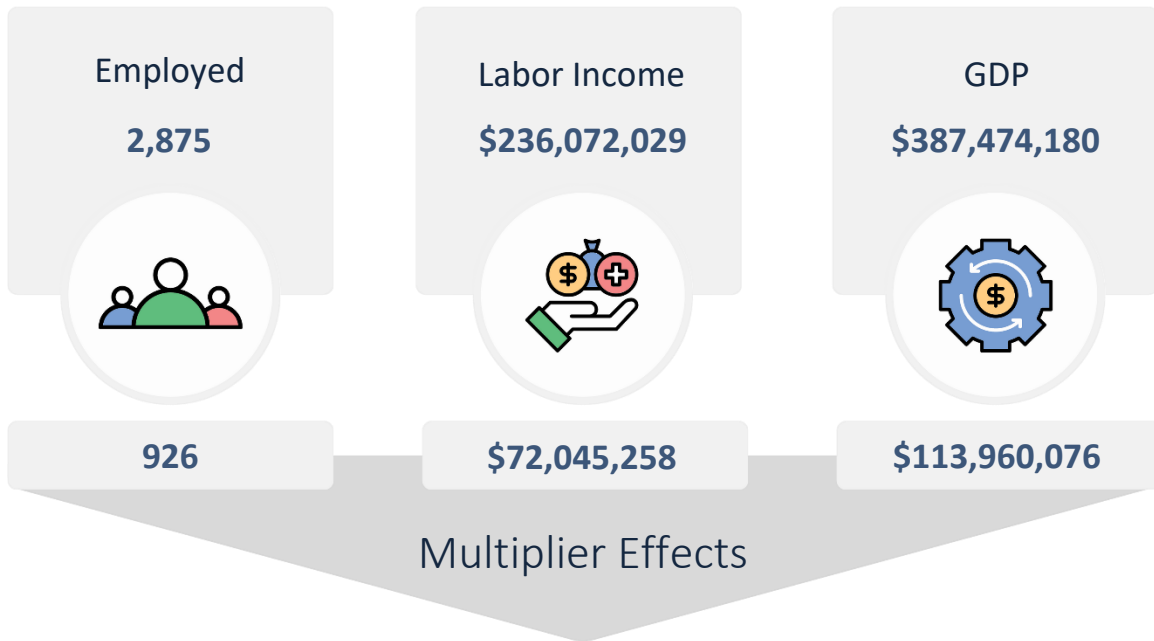 Employed
2,875
Labor Income
$236,072,029
GDP
$387,474,180
926
$72,045,258
$113,960,076
Multiplier Effects